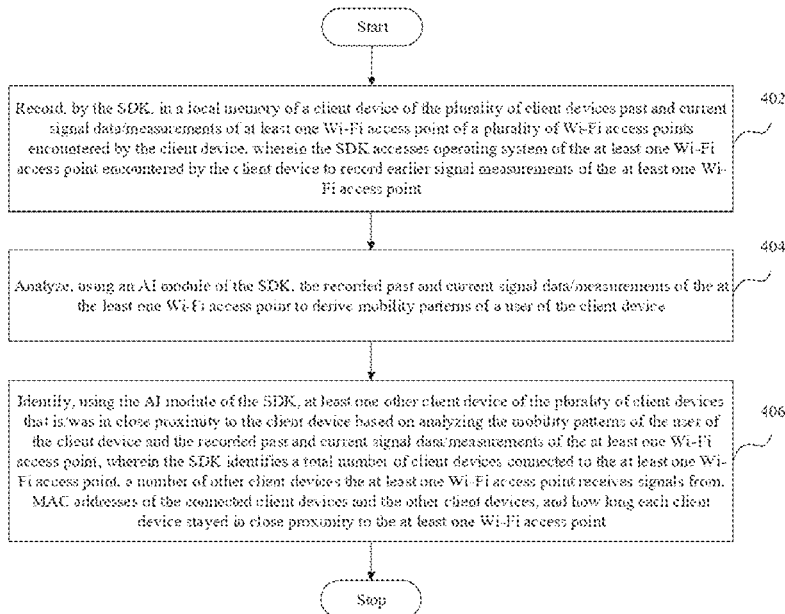 Start
402
Record, by the SDK, in a local memory of a client device of the plurality of client devices past and current
signal data/measurements of at least one Wi-Fi access point of a plurality of Wi-Fi access points
encountered by the client device, wherein the SDK accesses operating system of the at least one Wi-Fi
access point encountered by the client device to record earlier signal measurements of the at least one Wi-
Fi access point
404
Analyze, using an AI module of the SDK, the recorded past and current signal data/measurements of the at
the least one Wi-Fi access point to derive mobility patterns of a user of the client device
406
Identify, using the AI module of the SDK, at least one other client device of the plurality of client devices
that is/was in close proximity to the client device based on analyzing the mobility patterns of the user of
the client device and the recorded past and current signal data/measurements of the at least one Wi-Fi
access point, wherein the SDK identifies a total number of client devices connected to the at least one Wi-
Fi access point, a number of other client devices the at least one Wi-Fi access point receives signals from,
MAC addresses of the connected client devices and the other client devices, and how long each client
device stayed in close proximity to the at least one Wi-Fi access point
Stop